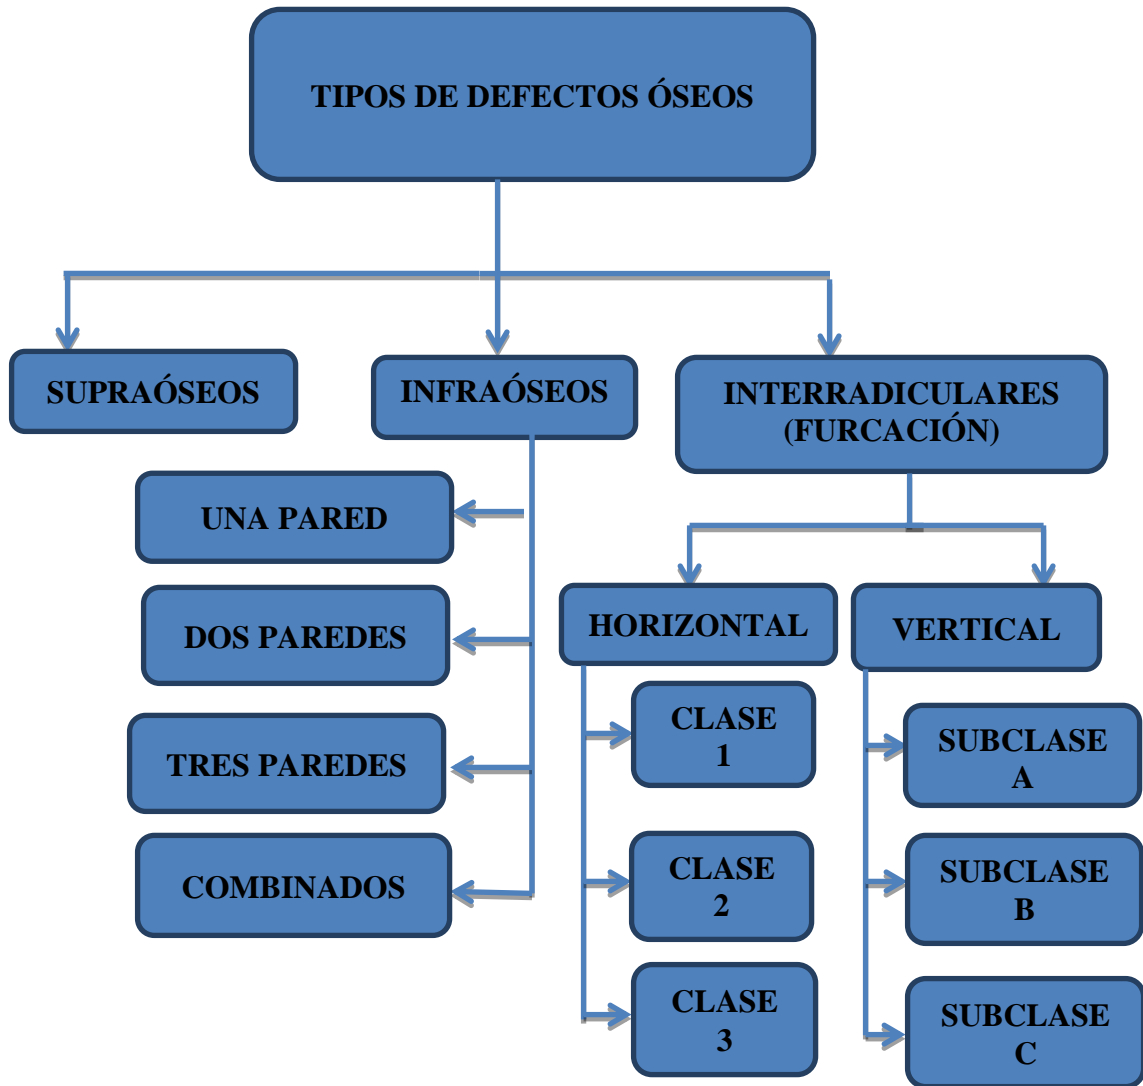 TIPOS DE DEFECTOS ÓSEOS
SUPRAÓSEOS
INFRAÓSEOS
INTERRADICULARES
(FURCACIÓN)
UNA PARED
DOS PAREDES
TRES PAREDES
COMBINADOS
HORIZONTAL
VERTICAL
CLASE
1
CLASE
2
CLASE
3
SUBCLASE
A
SUBCLASE
B
SUBCLASE
C